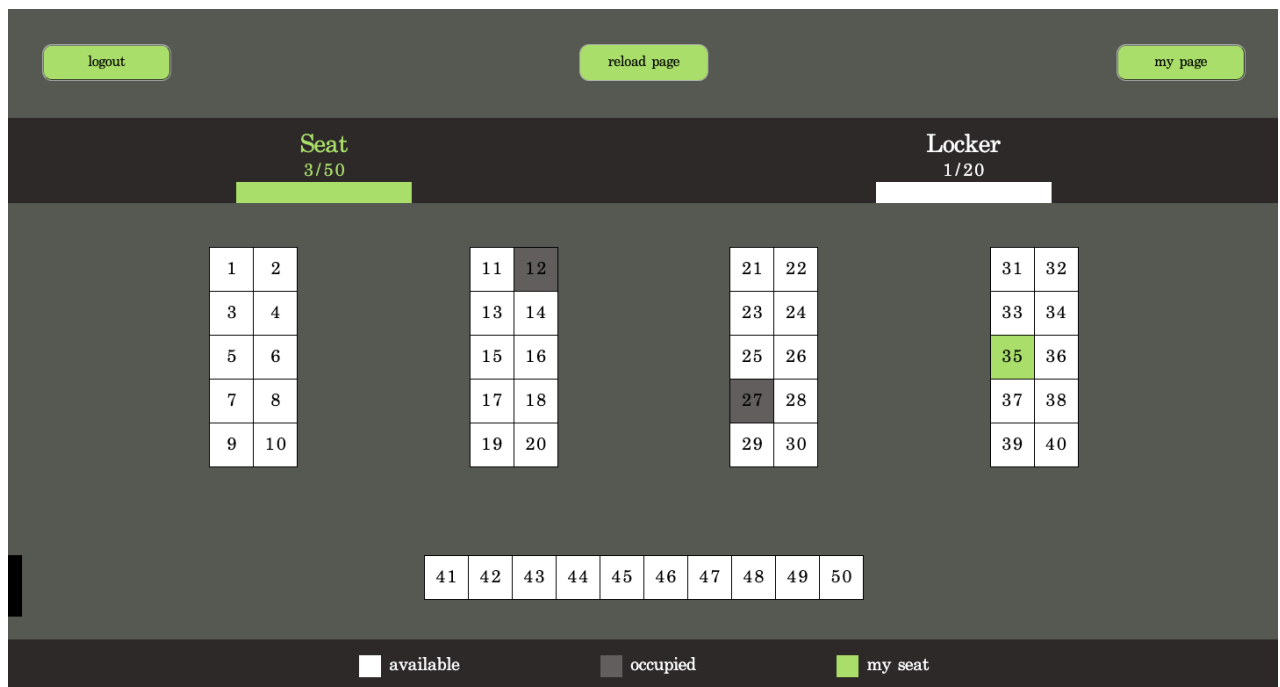 logout reload page my page
Seat Locker
3/50 1/20
1 2 11 12 21 22 31 32
3 4 13 14 23 24 33 34
5 6 15 16 25 26 35 36
7 8 17 18 27 28 37 38
9 10 19 20 29 30 39 40
41 42 43 44 45 46 47 48 49 50
available occupied my seat